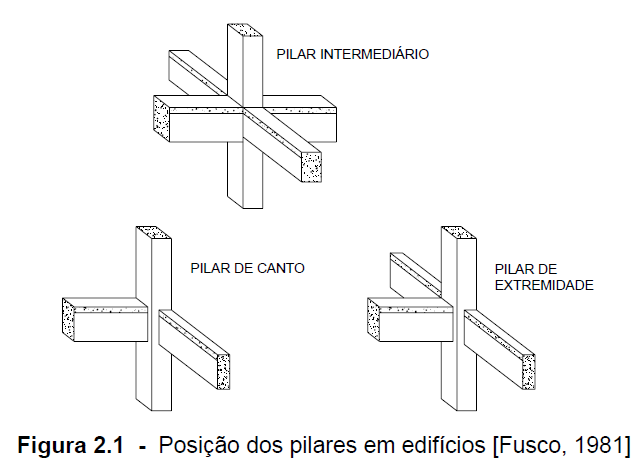 PILAR INTERMEDIÁRIO
PILAR DE CANTO
PILAR DE
EXTREMIDADE
Figura 2.1 - Posição dos pilares em edifícios [Fusco, 1981]